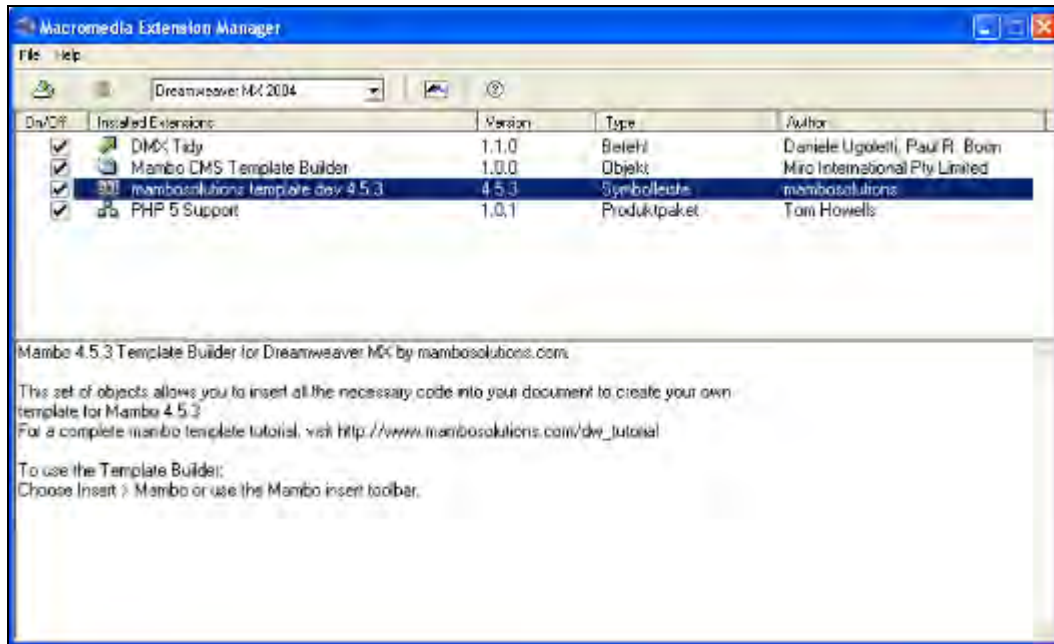 Macromedia Extension Manager
File Help
Dreamweaver MX 2004
On/Off Installed Extensions Version Type Author
DMX Tidy 1.1.0 Befehl Daniele Ugoletti, Paul R. Boon
Mambo CMS Template Builder 1.0.0 Objekt Miro International Pty Limited
mambosolutions template dev 4.5.3 4.5.3 Symbolleiste mambosolutions
PHP 5 Support 1.0.1 Produktpaket Tom Howells
Mambo 4.5.3 Template Builder for Dreamweaver MX by mambosolutions.com.
This set of objects allows you to insert all the necessary code into your document to create your own
template for Mambo 4.5.3
For a complete mambo template tutorial, visit http://www.mambosolutions.com/dw_tutorial
To use the Template Builder:
Choose Insert > Mambo or use the Mambo insert toolbar.